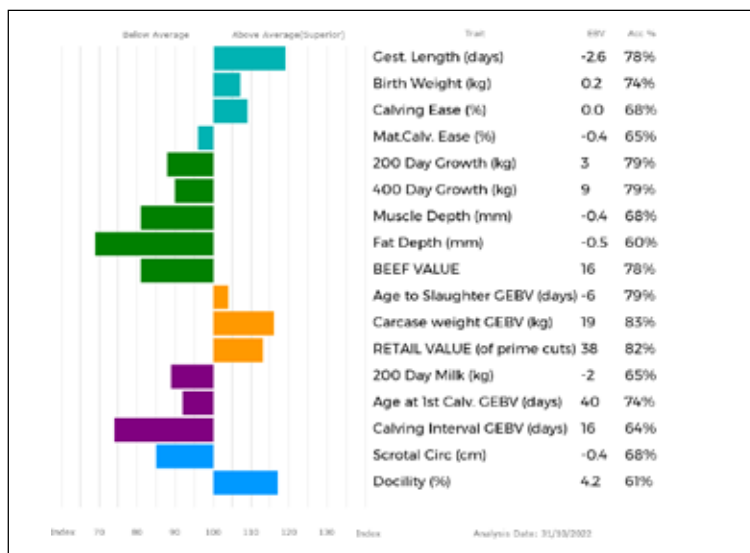 Below Average Above Average(Superior) Trait EBV Acc %
Gest. Length (days) -2.6 78%
Birth Weight (kg) 0.2 74%
Calving Ease (%) 0.0 68%
Mat.Calv. Ease (%) -0.4 65%
200 Day Growth (kg) 3 79%
400 Day Growth (kg) 9 79%
Muscle Depth (mm) -0.4 68%
Fat Depth (mm) -0.5 60%
BEEF VALUE 16 78%
Age to Slaughter GEBV (days) -6 79%
Carcase weight GEBV (kg) 19 83%
RETAIL VALUE (of prime cuts) 38 82%
200 Day Milk (kg) -2 65%
Age at 1st Calv. GEBV (days) 40 74%
Calving Interval GEBV (days) 16 64%
Scrotal Circ (cm) -0.4 68%
Docility (%) 4.2 61%
Index 70 80 90 100 110 120 130 Index Analysis Date: 31/10/2022